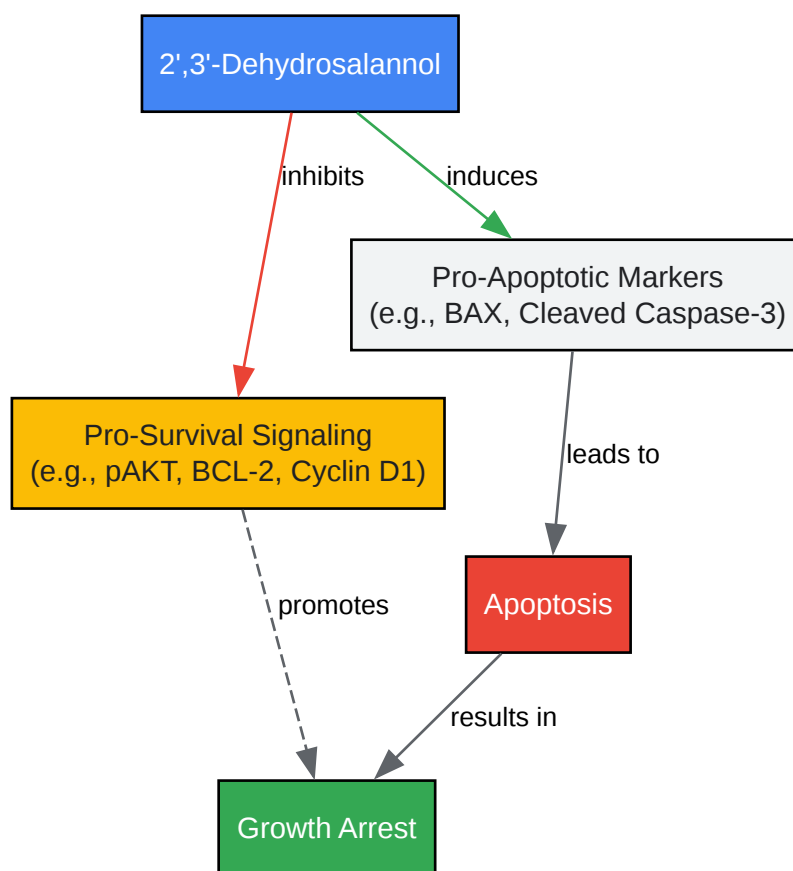 2',3'-Dehydrosalannol
inhibits
induces
Pro-Apoptotic Markers
(e.g., BAX, Cleaved Caspase-3)
Pro-Survival Signaling
(e.g., pAKT, BCL-2, Cyclin D1)
leads to
promotes
Apoptosis
results in
Growth Arrest